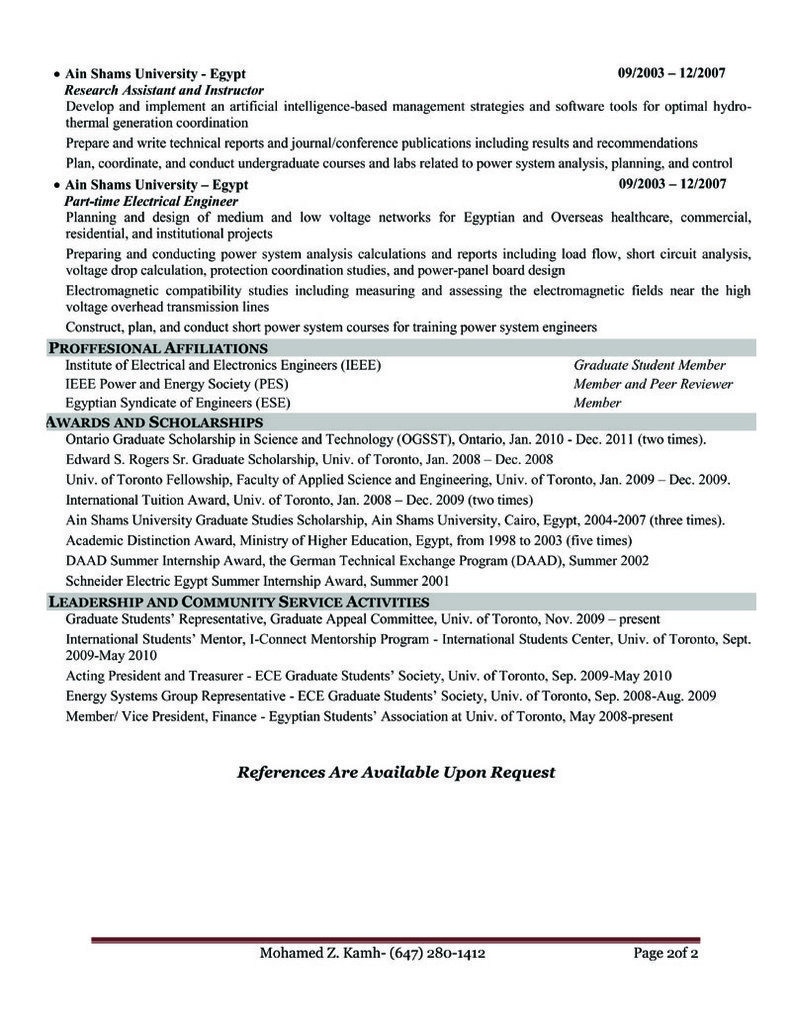 • Ain Shams University - Egypt 09/2003 – 12/2007
Research Assistant and Instructor
Develop and implement an artificial intelligence-based management strategies and software tools for optimal hydro-
thermal generation coordination
Prepare and write technical reports and journal/conference publications including results and recommendations
Plan, coordinate, and conduct undergraduate courses and labs related to power system analysis, planning, and control
• Ain Shams University – Egypt 09/2003 – 12/2007
Part-time Electrical Engineer
Planning and design of medium and low voltage networks for Egyptian and Overseas healthcare, commercial,
residential, and institutional projects
Preparing and conducting power system analysis calculations and reports including load flow, short circuit analysis,
voltage drop calculation, protection coordination studies, and power-panel board design
Electromagnetic compatibility studies including measuring and assessing the electromagnetic fields near the high
voltage overhead transmission lines
Construct, plan, and conduct short power system courses for training power system engineers
PROFFESIONAL AFFILIATIONS
Institute of Electrical and Electronics Engineers (IEEE) Graduate Student Member
IEEE Power and Energy Society (PES) Member and Peer Reviewer
Egyptian Syndicate of Engineers (ESE) Member
AWARDS AND SCHOLARSHIPS
Ontario Graduate Scholarship in Science and Technology (OGSST), Ontario, Jan. 2010 - Dec. 2011 (two times).
Edward S. Rogers Sr. Graduate Scholarship, Univ. of Toronto, Jan. 2008 – Dec. 2008
Univ. of Toronto Fellowship, Faculty of Applied Science and Engineering, Univ. of Toronto, Jan. 2009 – Dec. 2009.
International Tuition Award, Univ. of Toronto, Jan. 2008 – Dec. 2009 (two times)
Ain Shams University Graduate Studies Scholarship, Ain Shams University, Cairo, Egypt, 2004-2007 (three times).
Academic Distinction Award, Ministry of Higher Education, Egypt, from 1998 to 2003 (five times)
DAAD Summer Internship Award, the German Technical Exchange Program (DAAD), Summer 2002
Schneider Electric Egypt Summer Internship Award, Summer 2001
LEADERSHIP AND COMMUNITY SERVICE ACTIVITIES
Graduate Students' Representative, Graduate Appeal Committee, Univ. of Toronto, Nov. 2009 – present
International Students' Mentor, I-Connect Mentorship Program - International Students Center, Univ. of Toronto, Sept.
2009-May 2010
Acting President and Treasurer - ECE Graduate Students' Society, Univ. of Toronto, Sep. 2009-May 2010
Energy Systems Group Representative - ECE Graduate Students' Society, Univ. of Toronto, Sep. 2008-Aug. 2009
Member/ Vice President, Finance - Egyptian Students' Association at Univ. of Toronto, May 2008-present
References Are Available Upon Request
Mohamed Z. Kamh- (647) 280-1412 Page 2of 2